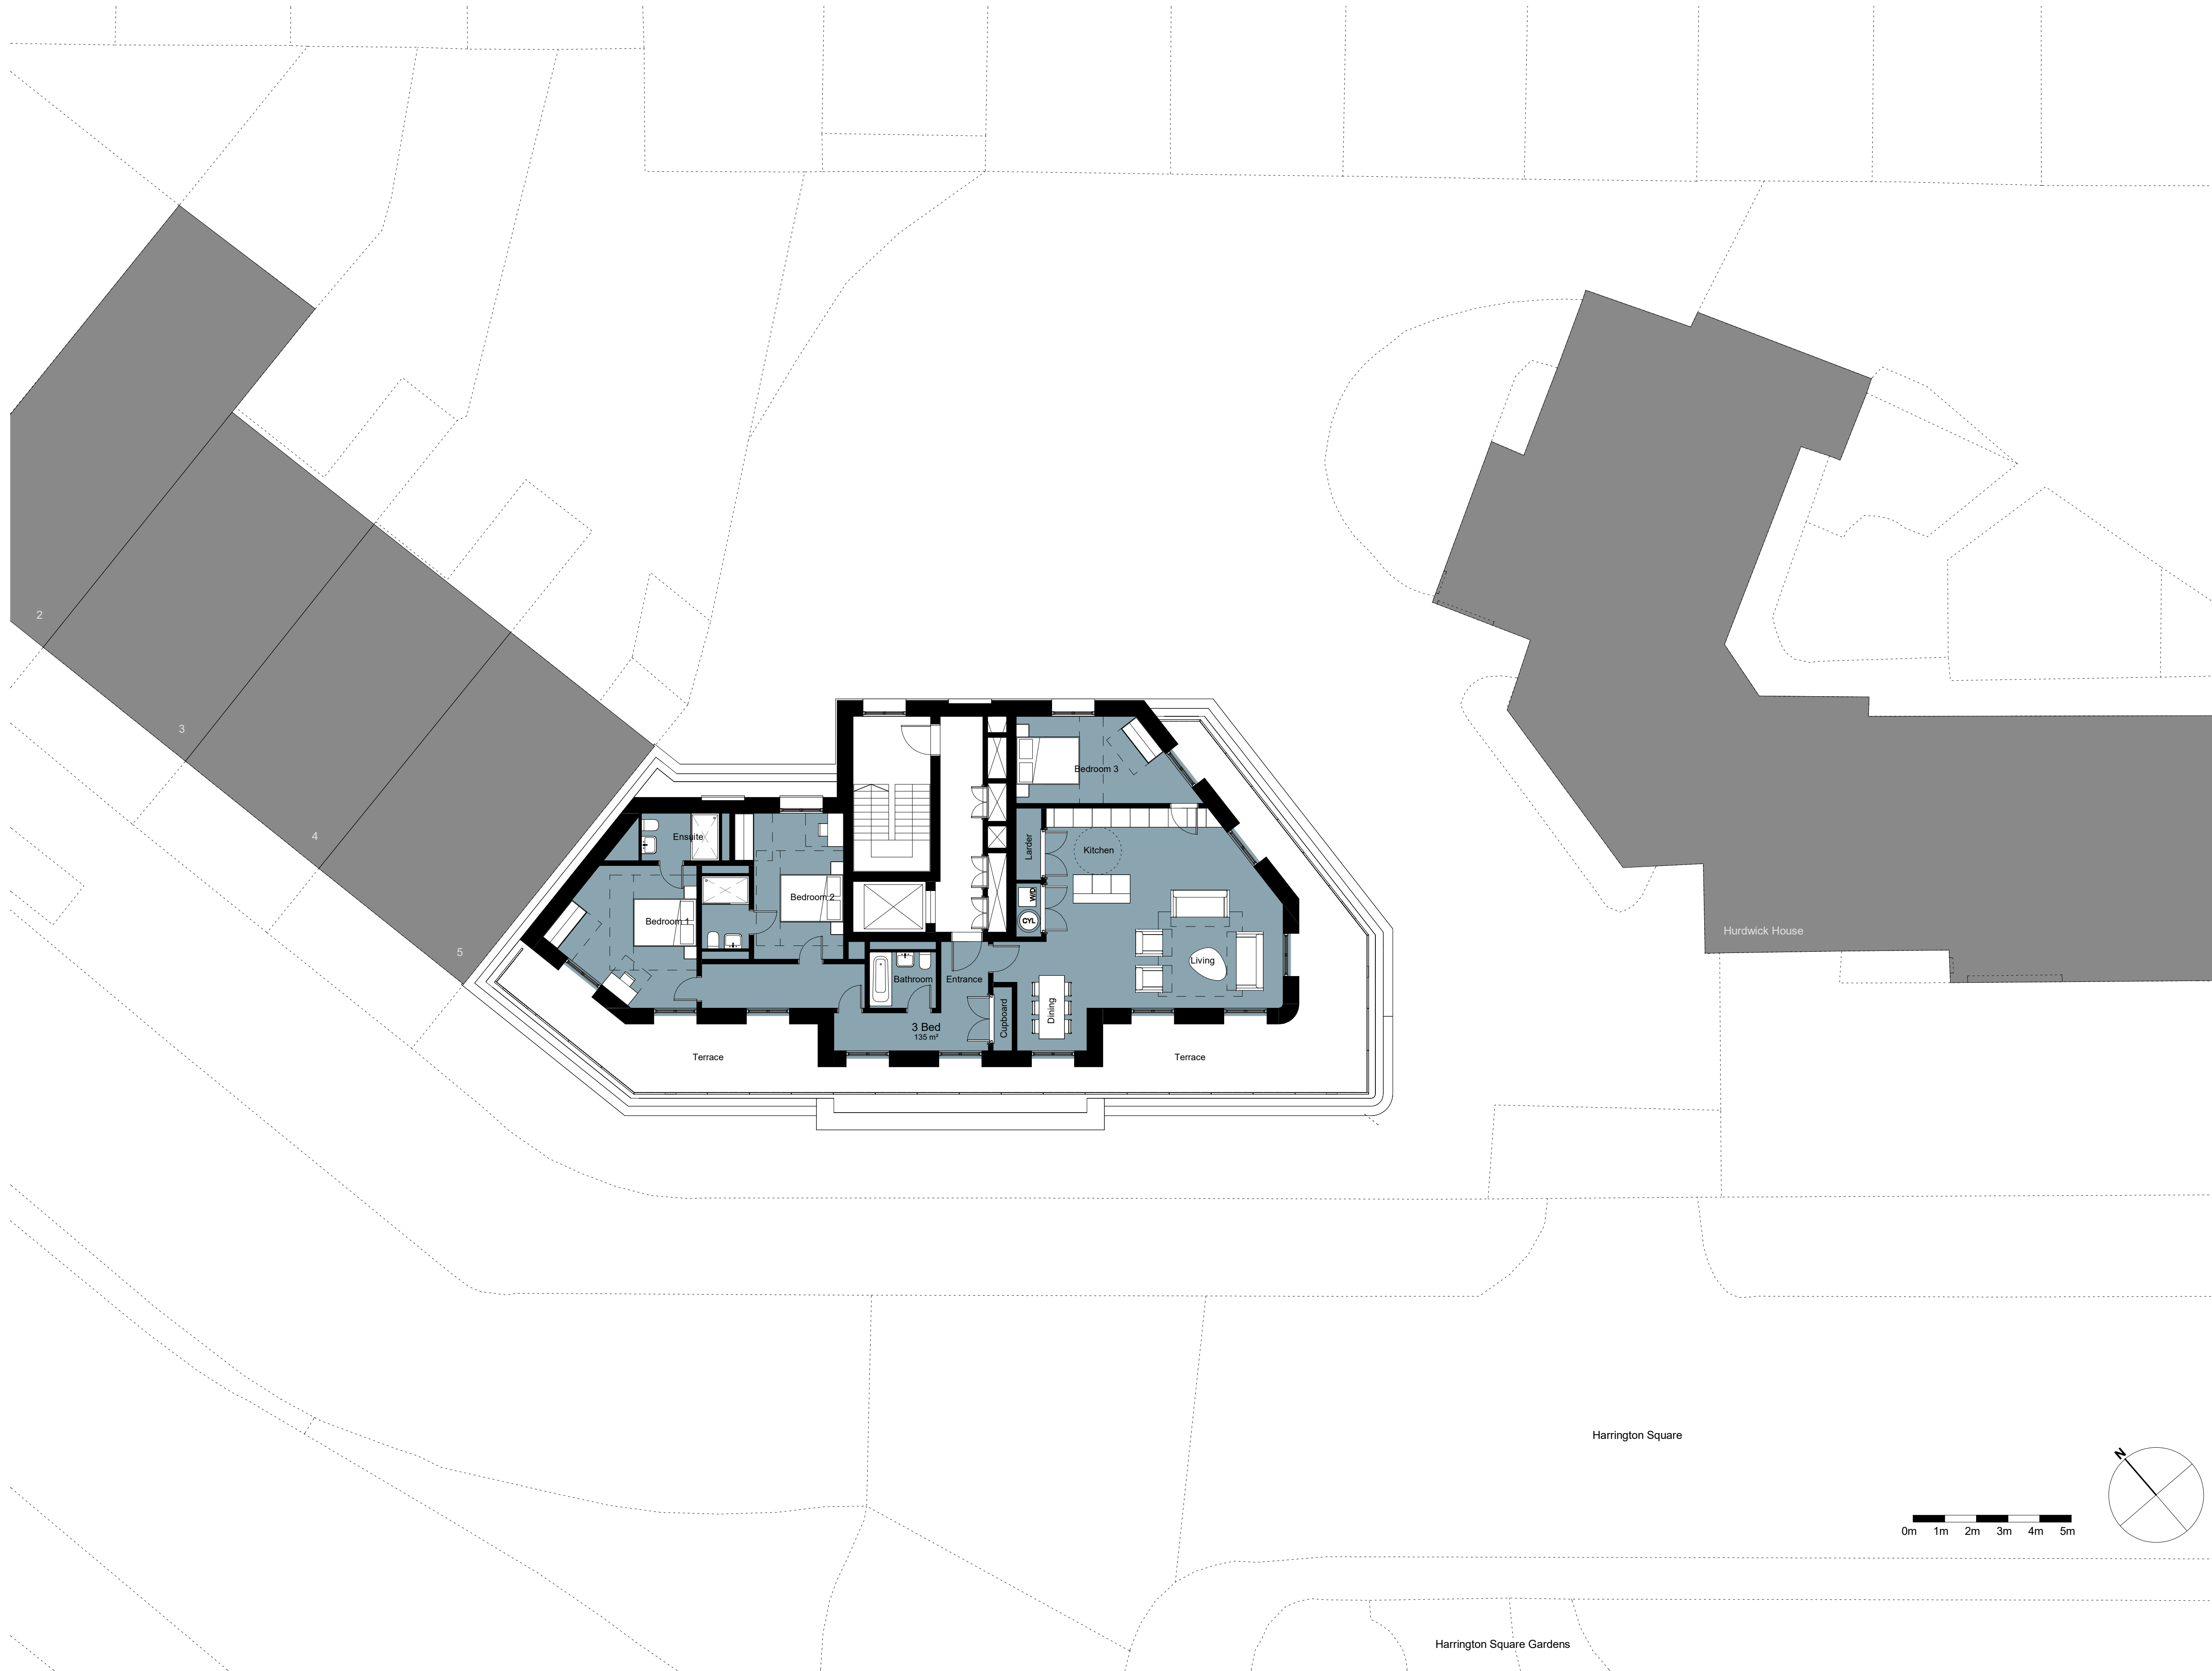 2
3
4
5
Bedroom 3
Ensuite
Larder
Kitchen
Bedroom 2
W/D
CYL
Bedroom 1
Hurdwick House
Living
Bathroom
Entrance
Dining
Cupboard
3 Bed
135 m²
Terrace
Terrace
Harrington Square
N
0m 1m 2m 3m 4m 5m
Harrington Square Gardens